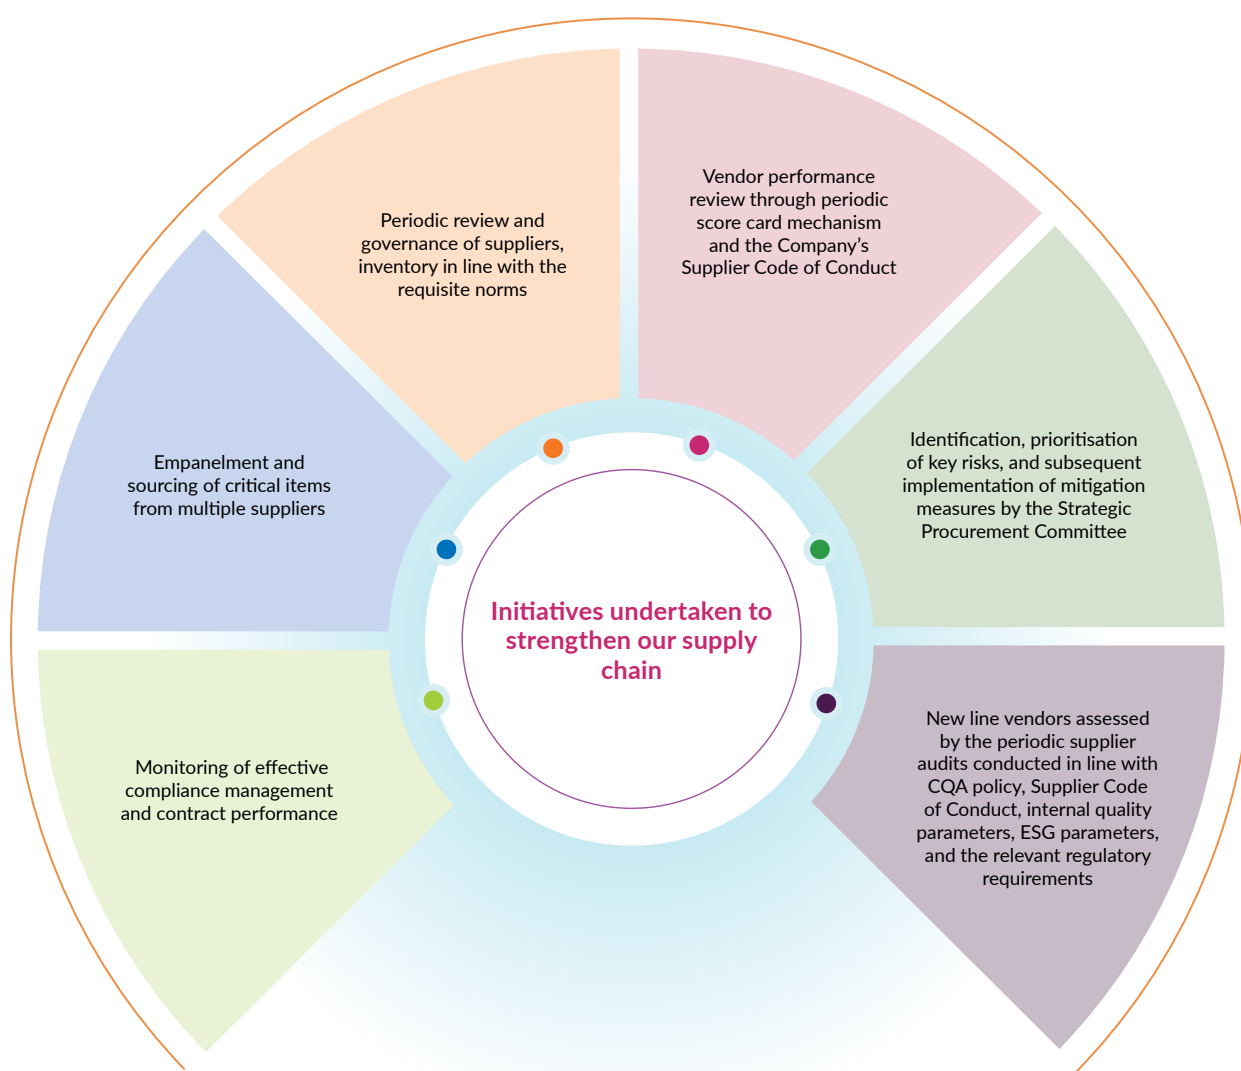 Vendor performance
review through periodic
score card mechanism
and the Company’s
Supplier Code of Conduct
Periodic review and
governance of suppliers,
inventory in line with the
requisite norms
Identification, prioritisation
of key risks, and subsequent
implementation of mitigation
measures by the Strategic
Procurement Committee
Empanelment and
sourcing of critical items
from multiple suppliers
Initiatives undertaken to
strengthen our supply
chain
New line vendors assessed
by the periodic supplier
audits conducted in line with
CQA policy, Supplier Code
of Conduct, internal quality
parameters, ESG parameters,
and the relevant regulatory
requirements
Monitoring of effective
compliance management
and contract performance